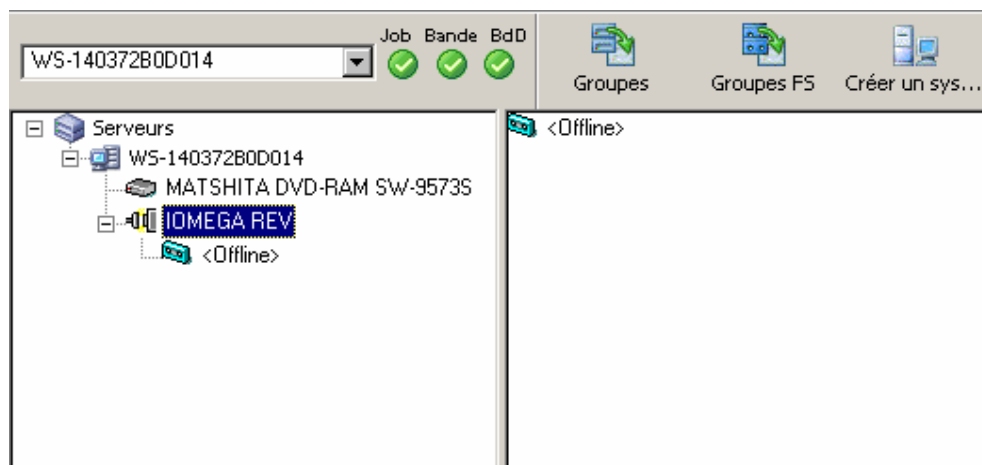 Job Bande BdD
WS-140372B0D014
Groupes
Groupes FS
Créer un sys...
Serveurs
WS-140372B0D014
MATSHITA DVD-RAM SW-9573S
IOMEGA REV
<Offline>
<Offline>